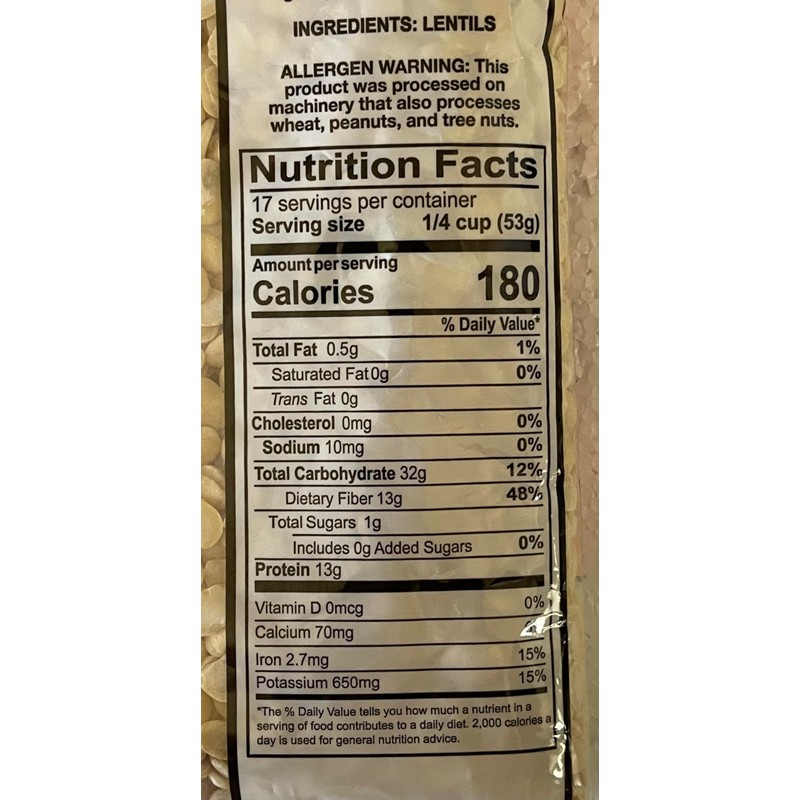 INGREDIENTS: LENTILS
ALLERGEN WARNING: This
product was processed on
machinery that also processes
wheat, peanuts, and tree nuts.
Nutrition Facts
17 servings per container
Serving size 1/4 cup (53g)
Amount per serving
Calories 180
% Daily Value*
Total Fat 0.5g 1%
Saturated Fat 0g 0%
Trans Fat 0g
Cholesterol 0mg 0%
Sodium 10mg 0%
Total Carbohydrate 32g 12%
Dietary Fiber 13g 48%
Total Sugars 1g
Includes 0g Added Sugars 0%
Protein 13g
Vitamin D 0mcg 0%
Calcium 70mg
Iron 2.7mg 15%
Potassium 650mg 15%
*The % Daily Value tells you how much a nutrient in a
serving of food contributes to a daily diet. 2,000 calories a
day is used for general nutrition advice.